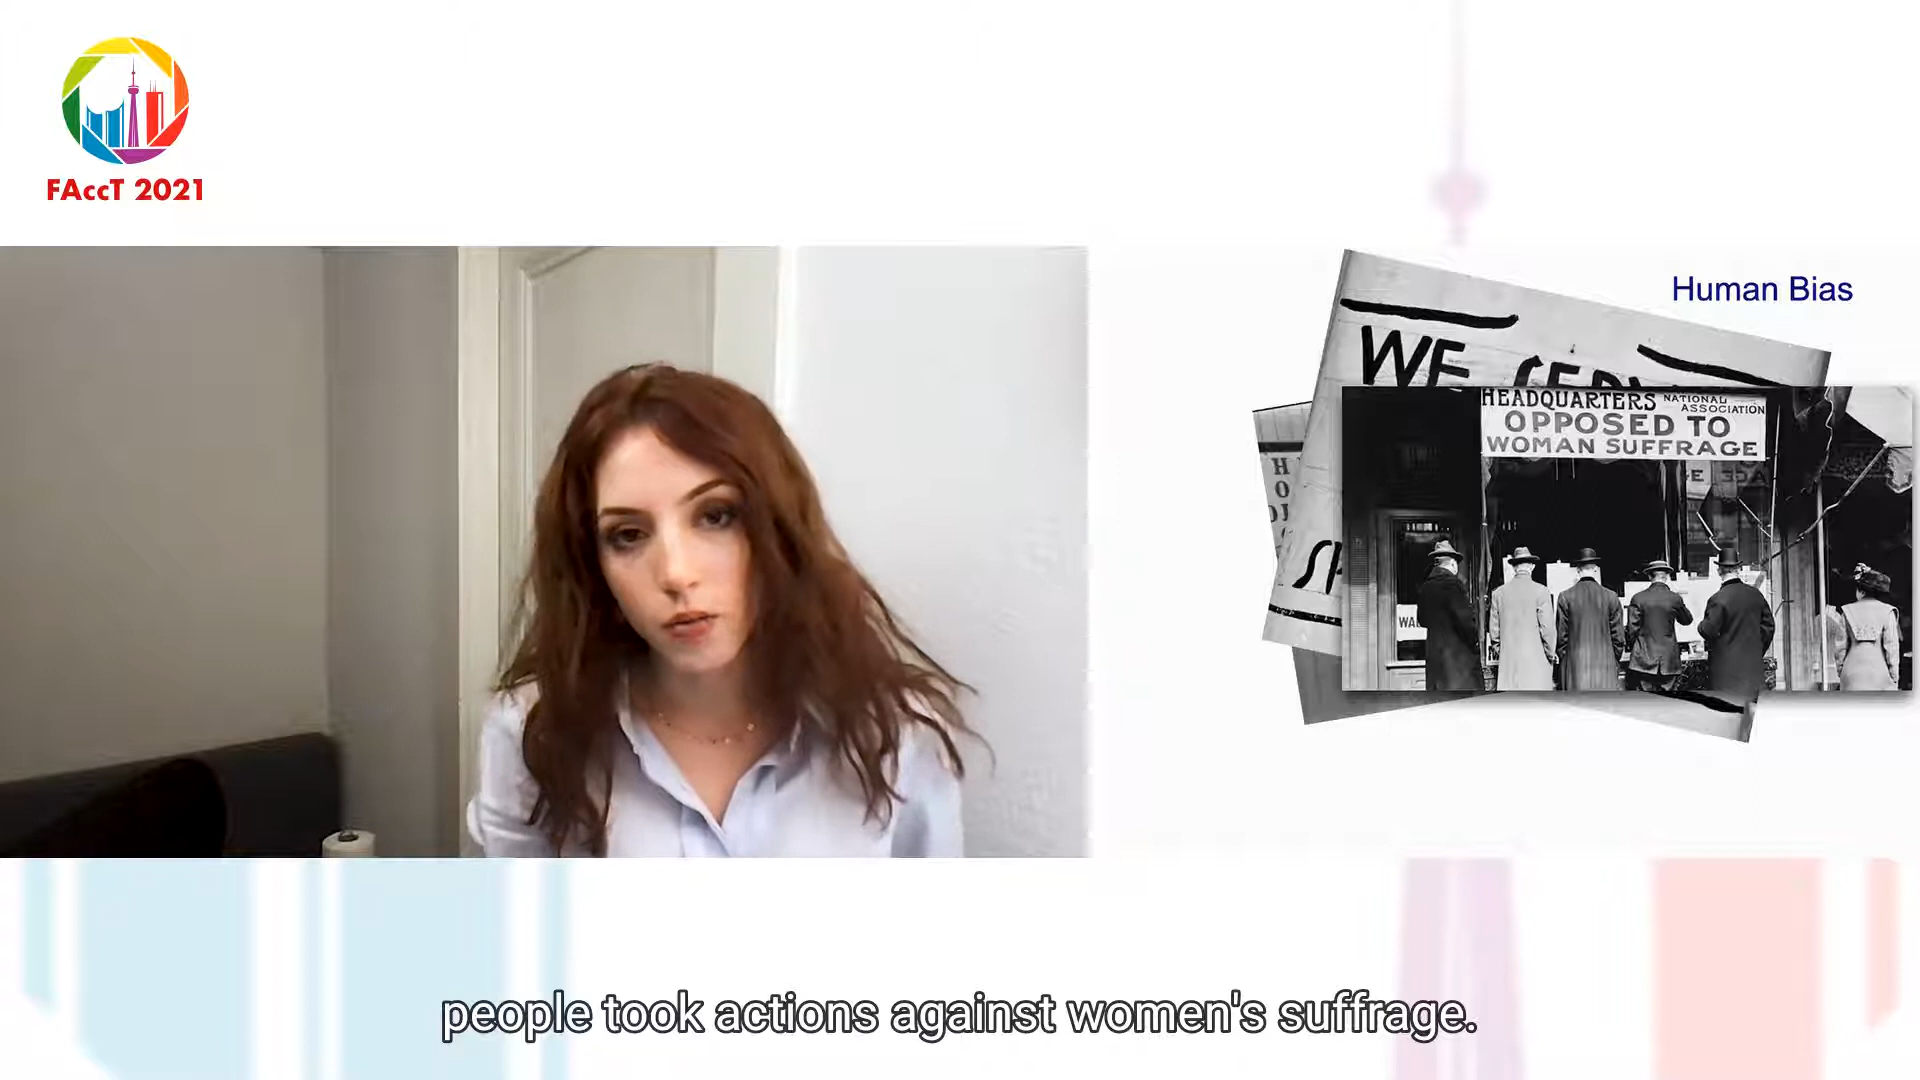 FAccT 2021
Human Bias
WE
HEADQUARTERS NATIONAL ASSOCIATION
OPPOSED TO
WOMAN SUFFRAGE
people took actions against women's suffrage.